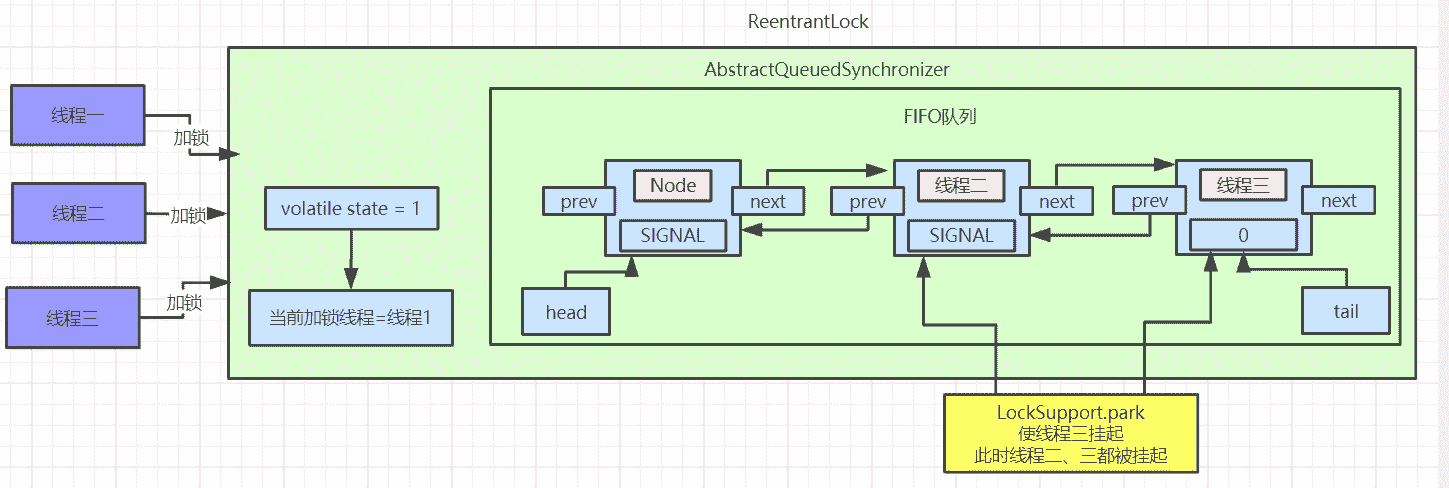 ReentrantLock
AbstractQueuedSynchronizer
FIFO队列
线程一
加锁
线程二
加锁
线程三
加锁
volatile state = 1
当前加锁线程=线程1
Node
prev
next
SIGNAL
head
线程二
prev
next
SIGNAL
线程三
prev
next
0
tail
LockSupport.park
使线程三挂起
此时线程二、三都被挂起